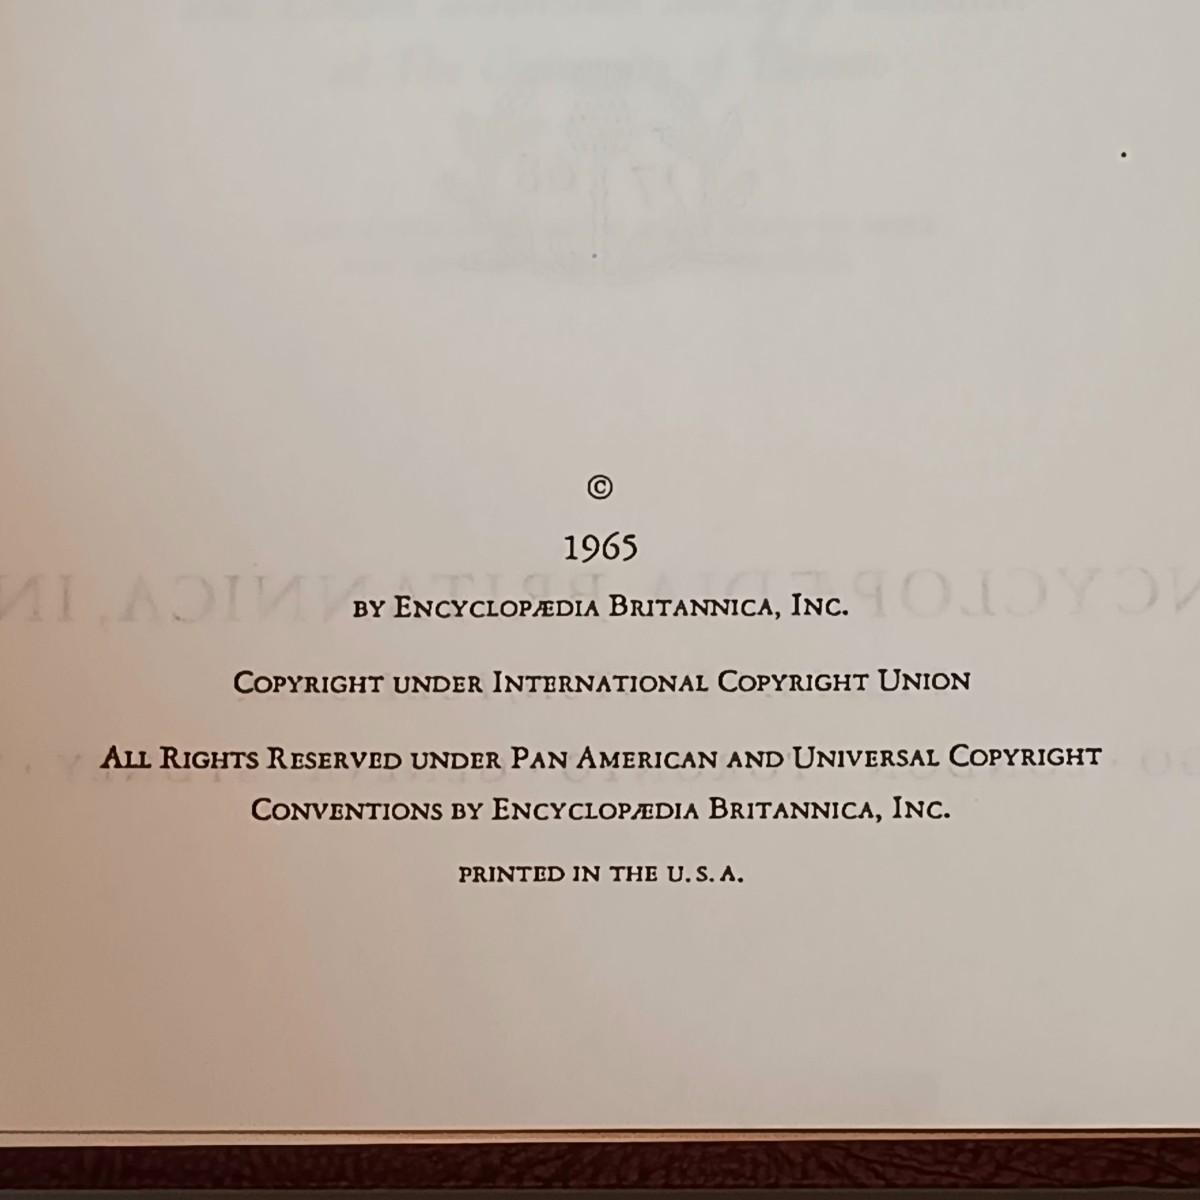 ©
1965
BY ENCYCLOPÆDIA BRITANNICA, INC.
COPYRIGHT UNDER INTERNATIONAL COPYRIGHT UNION
ALL RIGHTS RESERVED UNDER PAN AMERICAN AND UNIVERSAL COPYRIGHT
CONVENTIONS BY ENCYCLOPÆDIA BRITANNICA, INC.
PRINTED IN THE U.S.A.